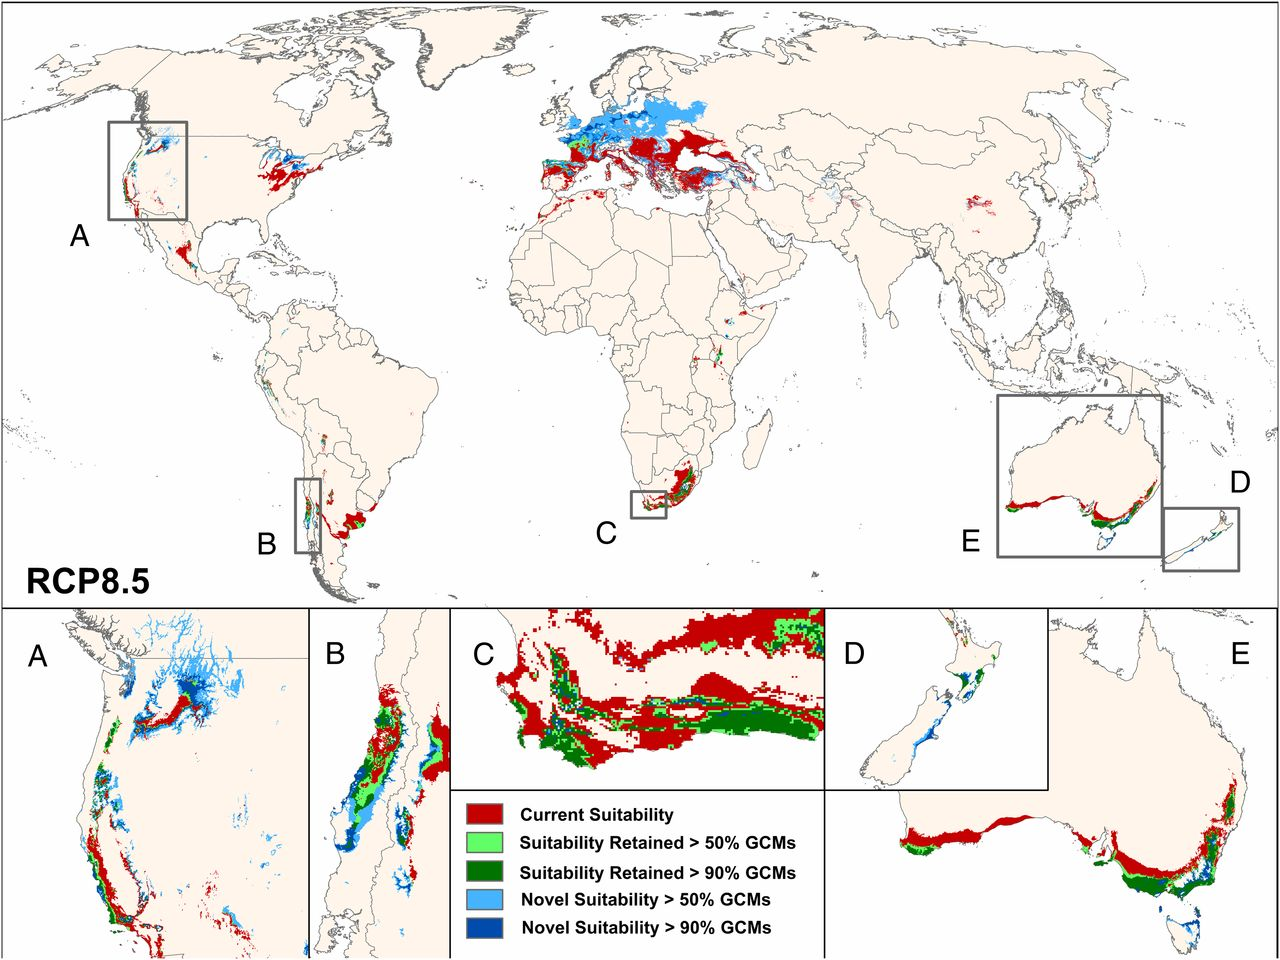 A
B
C
D
E
RCP8.5
A
B
C
D
E
Current Suitability
Suitability Retained > 50% GCMs
Suitability Retained > 90% GCMs
Novel Suitability > 50% GCMs
Novel Suitability > 90% GCMs